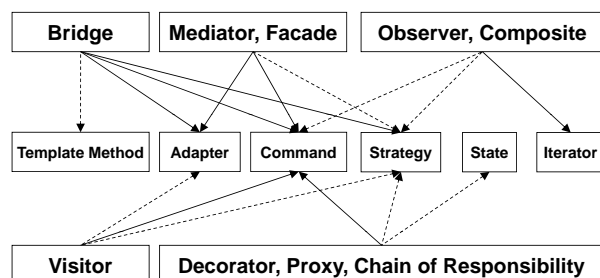 Bridge
Mediator, Facade
Observer, Composite
Template Method
Adapter
Command
Strategy
State
Iterator
Visitor
Decorator, Proxy, Chain of Responsibility